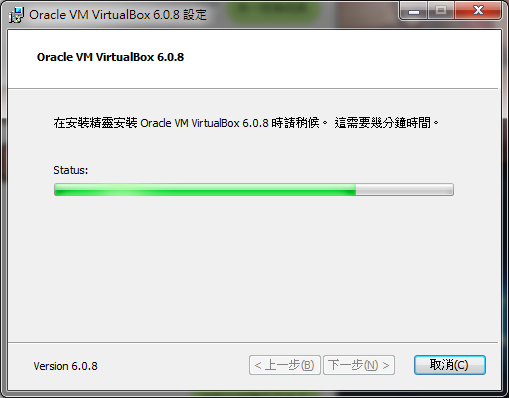 Oracle VM VirtualBox 6.0.8 設定
Oracle VM VirtualBox 6.0.8
在安裝精靈安裝 Oracle VM VirtualBox 6.0.8 時請稍候。 這需要幾分鐘時間。
Status:
Version 6.0.8
< 上一步(B) 下一步(N) > 取消(C)